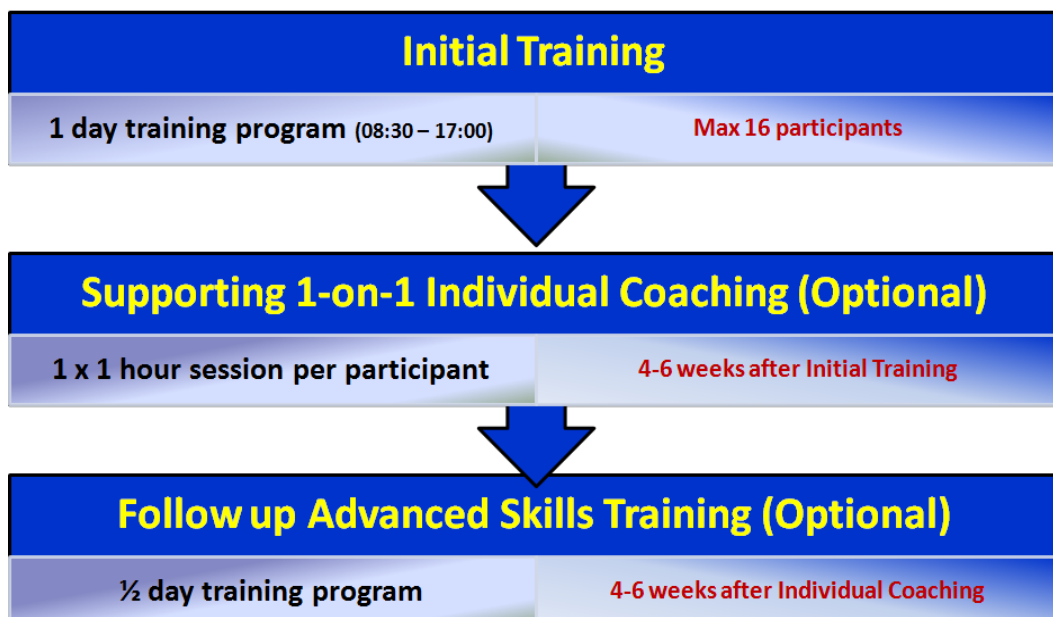 Initial Training
1 day training program (08:30 – 17:00)
Max 16 participants
Supporting 1-on-1 Individual Coaching (Optional)
1 x 1 hour session per participant
4-6 weeks after Initial Training
Follow up Advanced Skills Training (Optional)
½ day training program
4-6 weeks after Individual Coaching